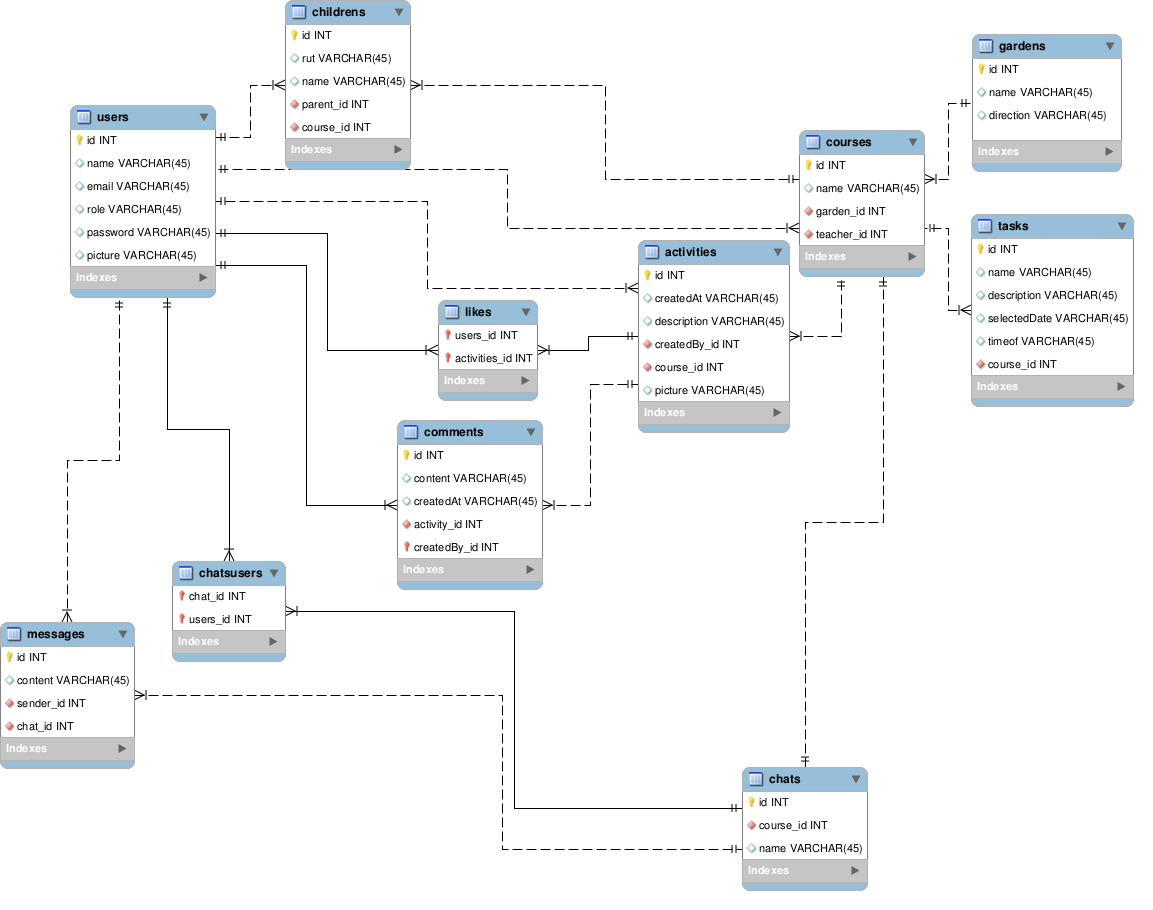 childrens
id INT
rut VARCHAR(45)
name VARCHAR(45)
parent_id INT
course_id INT
Indexes
gardens
id INT
name VARCHAR(45)
direction VARCHAR(45)
Indexes
users
id INT
name VARCHAR(45)
email VARCHAR(45)
role VARCHAR(45)
password VARCHAR(45)
picture VARCHAR(45)
Indexes
courses
id INT
name VARCHAR(45)
garden_id INT
teacher_id INT
Indexes
tasks
id INT
name VARCHAR(45)
description VARCHAR(45)
selectedDate VARCHAR(45)
timeof VARCHAR(45)
course_id INT
Indexes
activities
id INT
createdAt VARCHAR(45)
description VARCHAR(45)
createdBy_id INT
course_id INT
picture VARCHAR(45)
Indexes
likes
users_id INT
activities_id INT
Indexes
comments
id INT
content VARCHAR(45)
createdAt VARCHAR(45)
activity_id INT
createdBy_id INT
Indexes
chatsusers
chat_id INT
users_id INT
Indexes
messages
id INT
content VARCHAR(45)
sender_id INT
chat_id INT
Indexes
chats
id INT
course_id INT
name VARCHAR(45)
Indexes